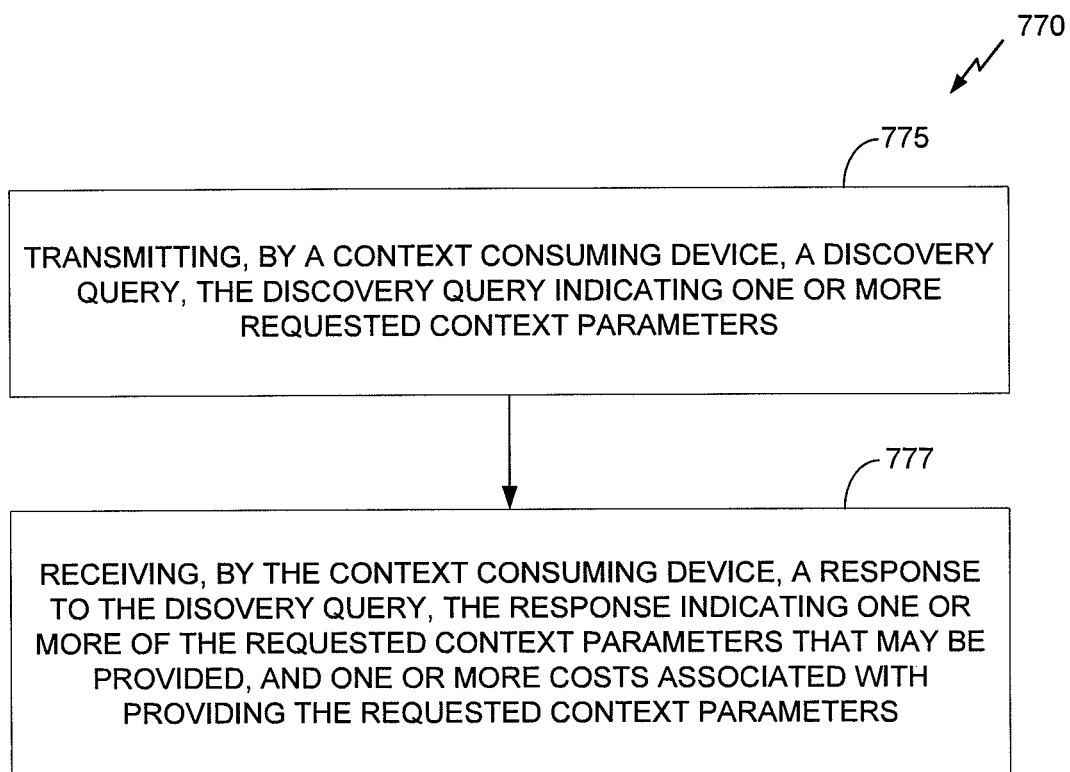 770
775
TRANSMITTING, BY A CONTEXT CONSUMING DEVICE, A DISCOVERY
QUERY, THE DISCOVERY QUERY INDICATING ONE OR MORE
REQUESTED CONTEXT PARAMETERS
777
RECEIVING, BY THE CONTEXT CONSUMING DEVICE, A RESPONSE
TO THE DISOVERY QUERY, THE RESPONSE INDICATING ONE OR
MORE OF THE REQUESTED CONTEXT PARAMETERS THAT MAY BE
PROVIDED, AND ONE OR MORE COSTS ASSOCIATED WITH
PROVIDING THE REQUESTED CONTEXT PARAMETERS